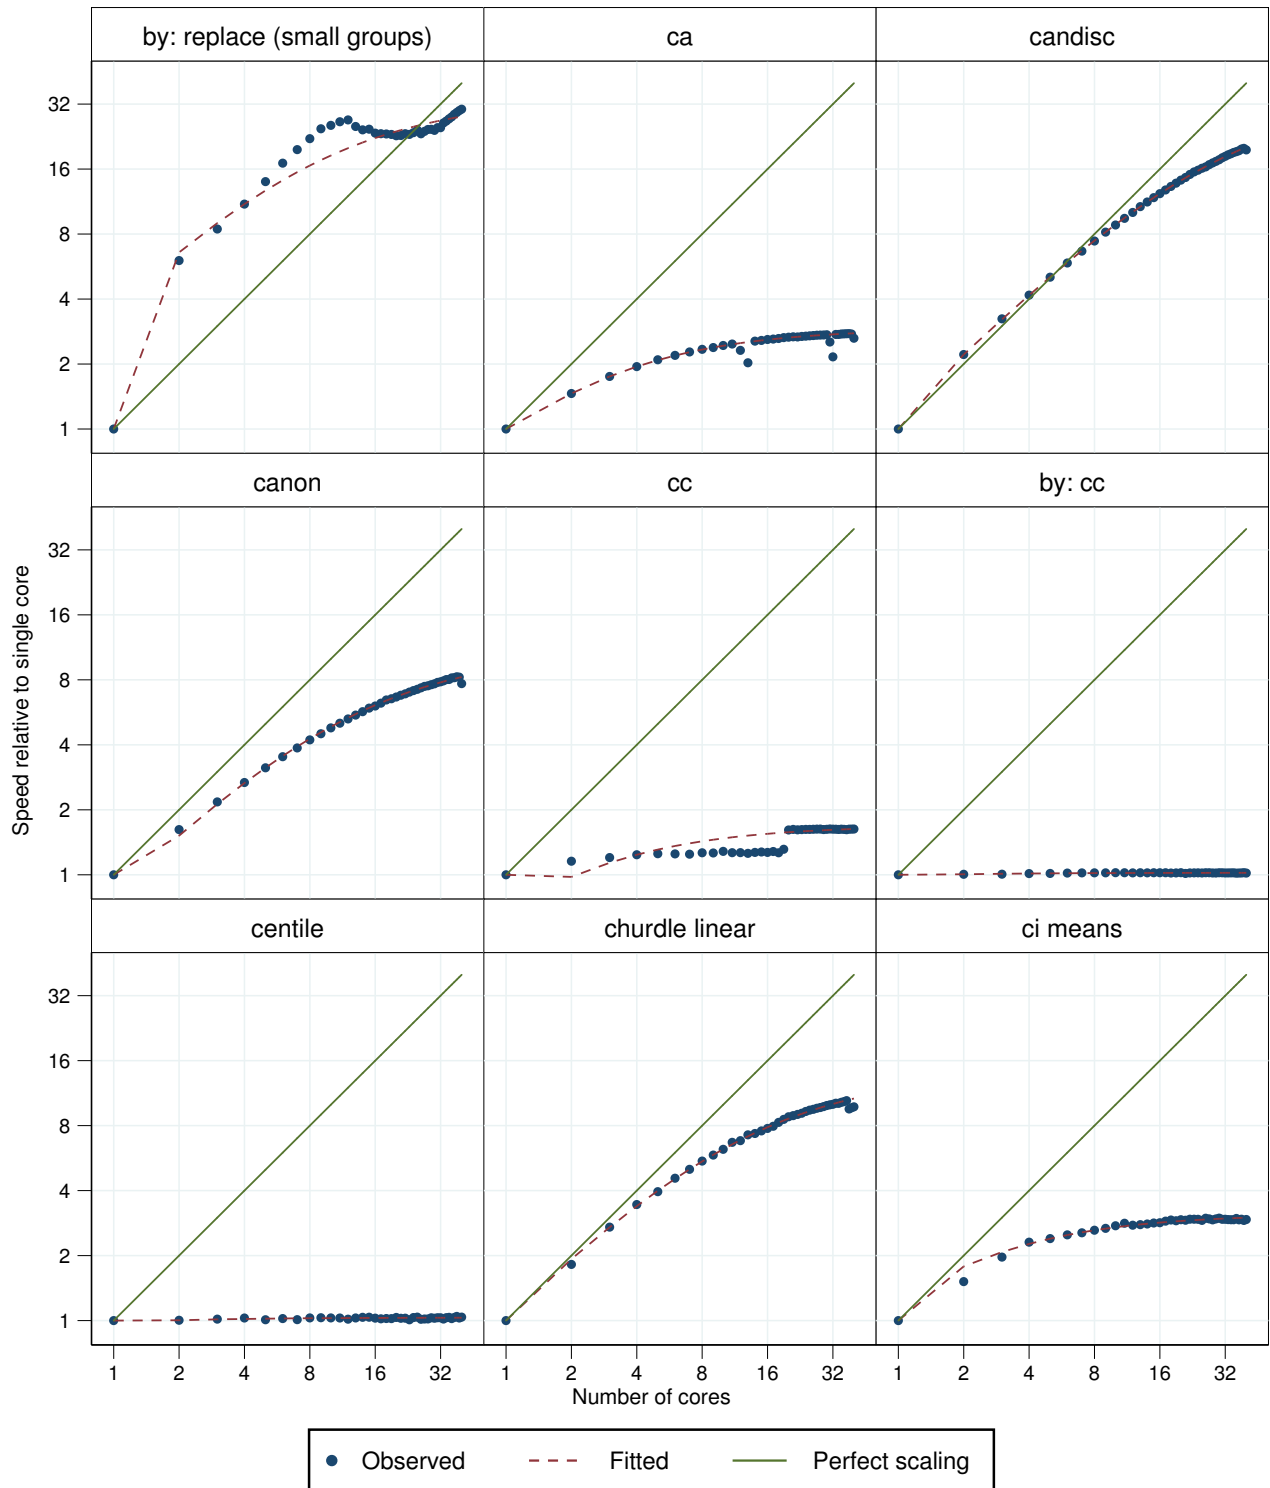 by: replace (small groups) ca candisc
32
16
8
4
2
1
canon cc by: cc
32
16
8
4
2
1
Speed relative to single core
centile churdle linear ci means
32
16
8
4
2
1
1 2 4 8 16 32 1 2 4 8 16 32 1 2 4 8 16 32
Number of cores
Observed Fitted Perfect scaling